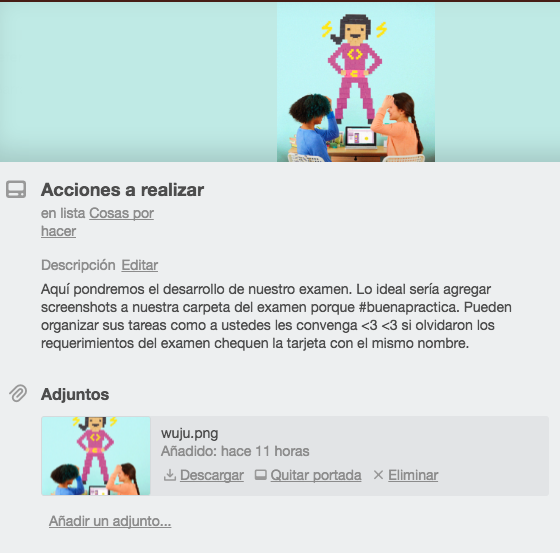 Acciones a realizar
en lista Cosas por
hacer
Descripción Editar
Aquí pondremos el desarrollo de nuestro examen. Lo ideal sería agregar
screenshots a nuestra carpeta del examen porque #buenapractica. Pueden
organizar sus tareas como a ustedes les convenga <3 <3 si olvidaron los
requerimientos del examen chequen la tarjeta con el mismo nombre.
Adjuntos
wuju.png
Añadido: hace 11 horas
Descargar Quitar portada Eliminar
Añadir un adjunto...